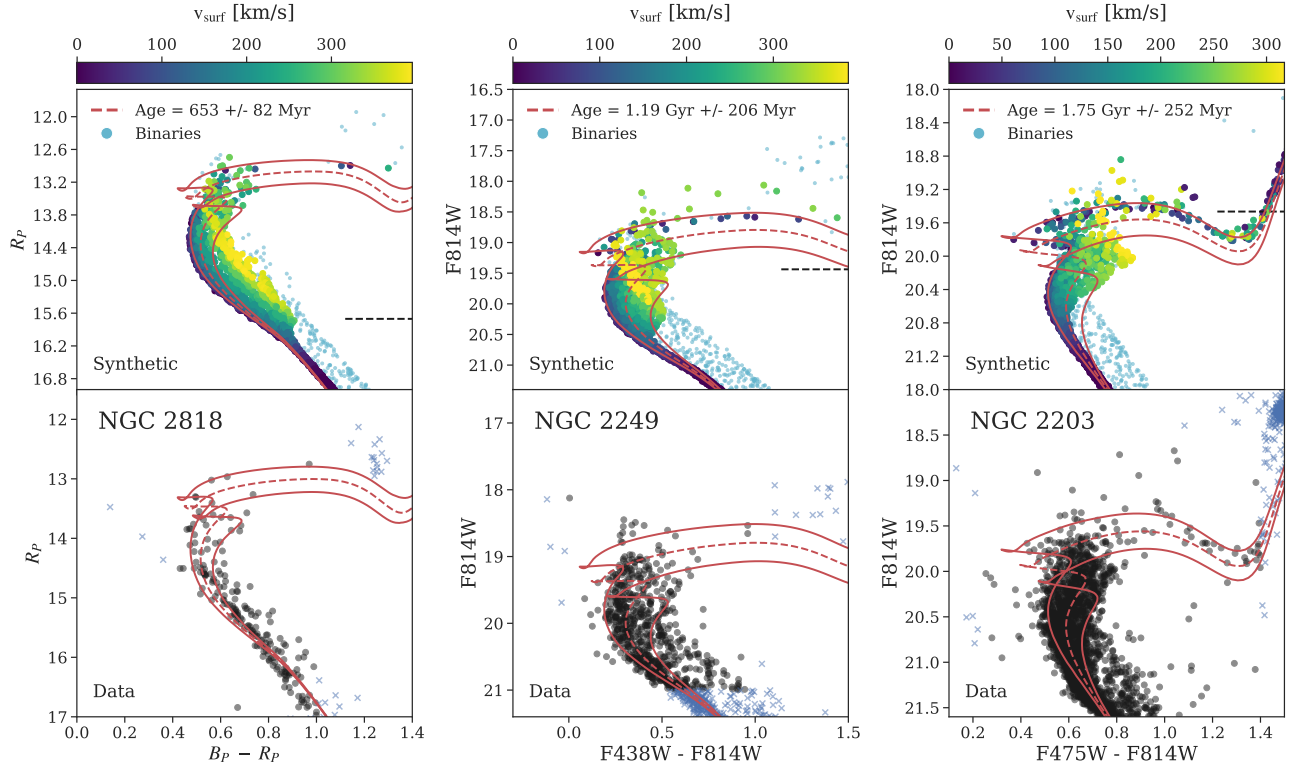 v_surf [km/s] v_surf [km/s] v_surf [km/s]
0 100 200 300 0 100 200 300 0 50 100 150 200 250 300
Age = 653 +/- 82 Myr
Binaries
12.0
12.6
13.2
13.8
14.4
15.0
15.6
16.2
16.8
R_P
Synthetic
Age = 1.19 Gyr +/- 206 Myr
Binaries
16.5
17.0
17.5
18.0
18.5
19.0
19.5
20.0
20.5
21.0
F814W
Synthetic
Age = 1.75 Gyr +/- 252 Myr
Binaries
18.0
18.4
18.8
19.2
19.6
20.0
20.4
20.8
21.2
F814W
Synthetic
NGC 2818
12
13
14
15
16
17
R_P
Data
0.0 0.2 0.4 0.6 0.8 1.0 1.2 1.4
B_P − R_P
NGC 2249
17
18
19
20
21
F814W
Data
0.0 0.5 1.0 1.5
F438W - F814W
NGC 2203
18.0
18.5
19.0
19.5
20.0
20.5
21.0
21.5
F814W
Data
0.2 0.4 0.6 0.8 1.0 1.2 1.4
F475W - F814W